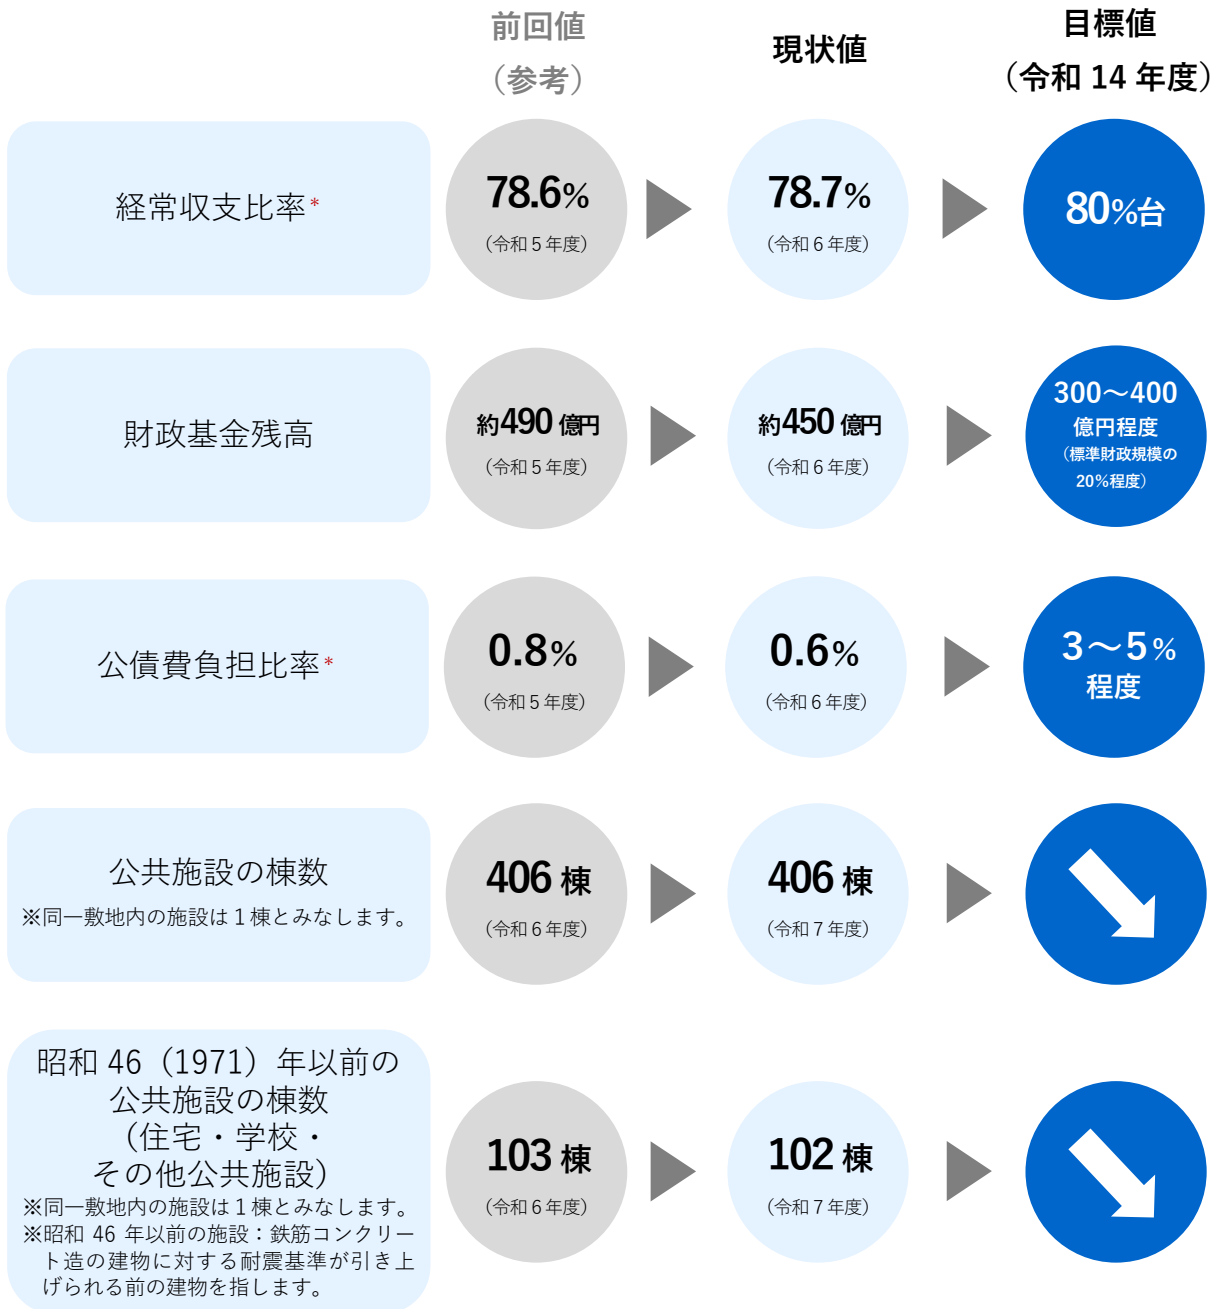 前回値
（参考）
現状値
目標値
（令和 14 年度）
経常収支比率*
78.6%
（令和５年度）
78.7%
（令和６年度）
80%台
財政基金残高
約490 億円
（令和５年度）
約450 億円
（令和６年度）
300～400
億円程度
（標準財政規模の
20%程度）
公債費負担比率*
0.8%
（令和５年度）
0.6%
（令和６年度）
3～5%
程度
公共施設の棟数
※同一敷地内の施設は１棟とみなします。
406 棟
（令和６年度）
406 棟
（令和７年度）
昭和 46（1971）年以前の
公共施設の棟数
（住宅・学校・
その他公共施設）
※同一敷地内の施設は１棟とみなします。
※昭和 46 年以前の施設：鉄筋コンクリー
ト造の建物に対する耐震基準が引き上
げられる前の建物を指します。
103 棟
（令和６年度）
102 棟
（令和７年度）